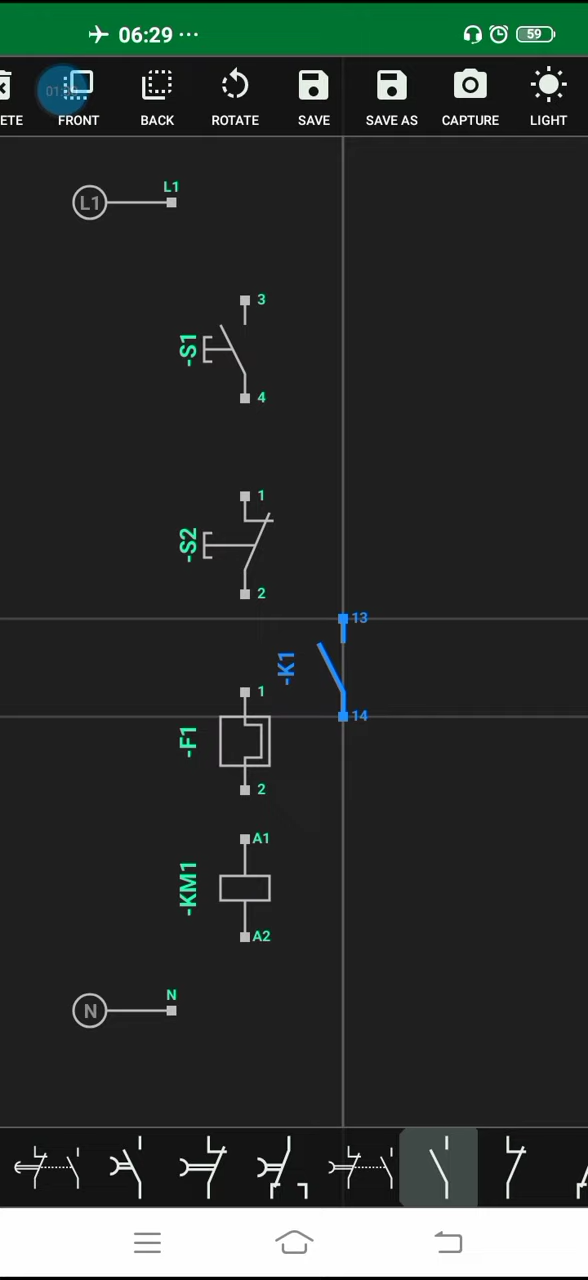 06:29 ···
59
ETE
FRONT
BACK
ROTATE
SAVE
SAVE AS
CAPTURE
LIGHT
L1
L1
3
-S1
4
1
-S2
2
13
-K1
14
1
-F1
2
A1
-KM1
A2
N
N